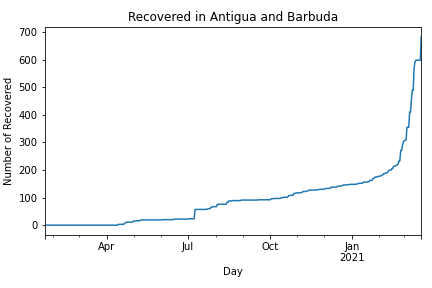 Recovered in Antigua and Barbuda
Number of Recovered
700
600
500
400
300
200
100
0
Apr
Jul
Oct
Jan
2021
Day